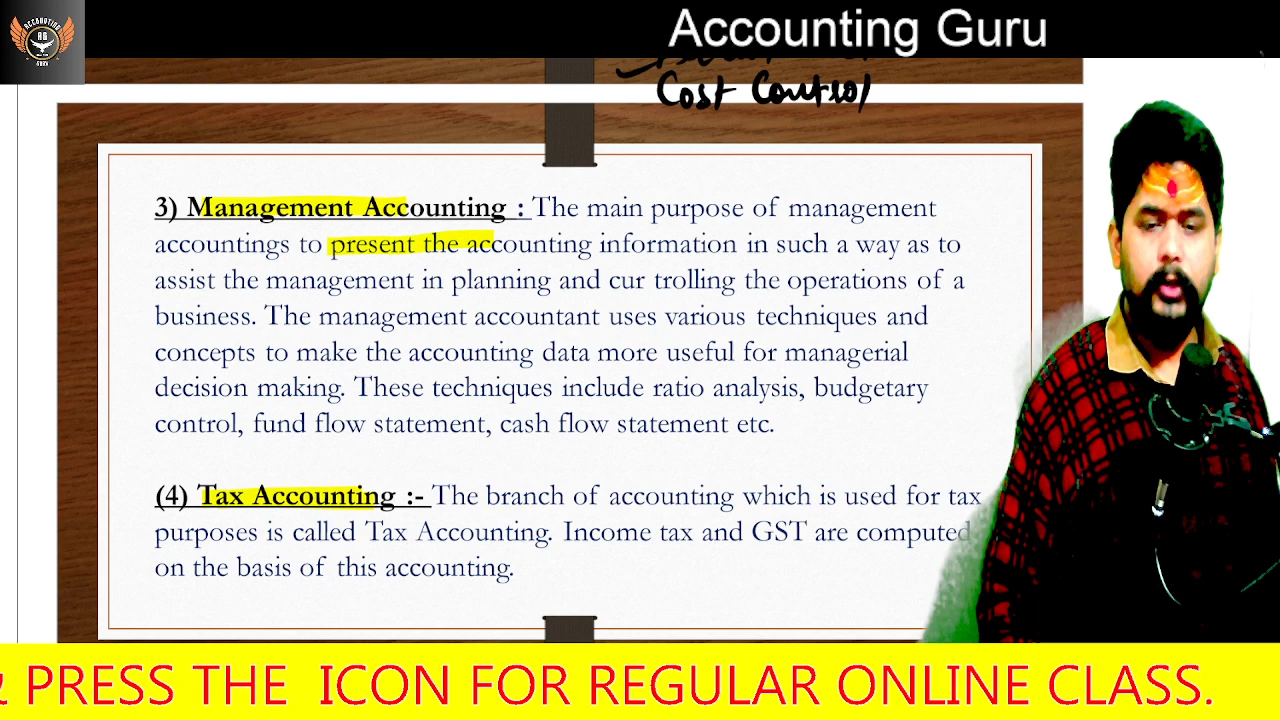 Accounting Guru
ACCOUNTING
AG
GURU
Cost Control
3) Management Accounting : The main purpose of management
accountings to present the accounting information in such a way as to
assist the management in planning and cur trolling the operations of a
business. The management accountant uses various techniques and
concepts to make the accounting data more useful for managerial
decision making. These techniques include ratio analysis, budgetary
control, fund flow statement, cash flow statement etc.
(4) Tax Accounting :- The branch of accounting which is used for tax
purposes is called Tax Accounting. Income tax and GST are computed
on the basis of this accounting.
PRESS THE ICON FOR REGULAR ONLINE CLASS.